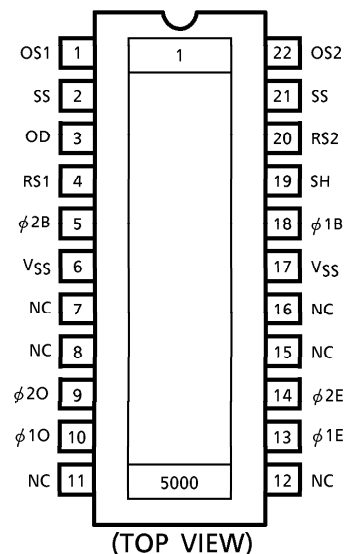 OS1 1 1 22 OS2
SS 2 21 SS
OD 3 20 RS2
RS1 4 19 SH
ϕ2B 5 18 ϕ1B
VSS 6 17 VSS
NC 7 16 NC
NC 8 15 NC
ϕ2O 9 14 ϕ2E
ϕ1O 10 13 ϕ1E
NC 11 5000 12 NC
(TOP VIEW)